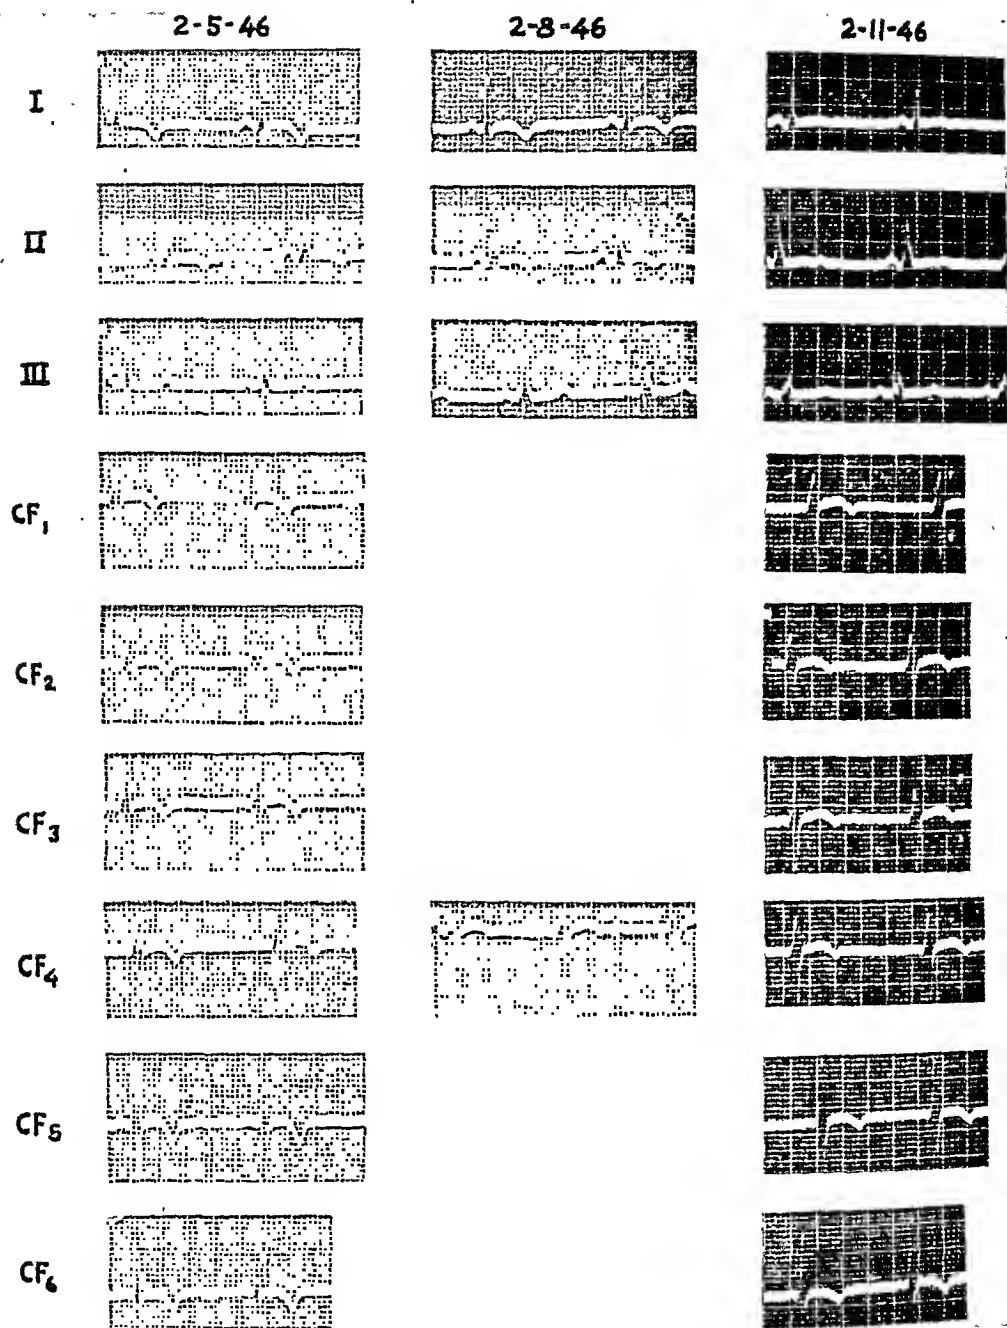 2-5-46 2-8-46 2-11-46
I
II
III
CF₁
CF₂
CF₃
CF₄
CF₅
CF₆